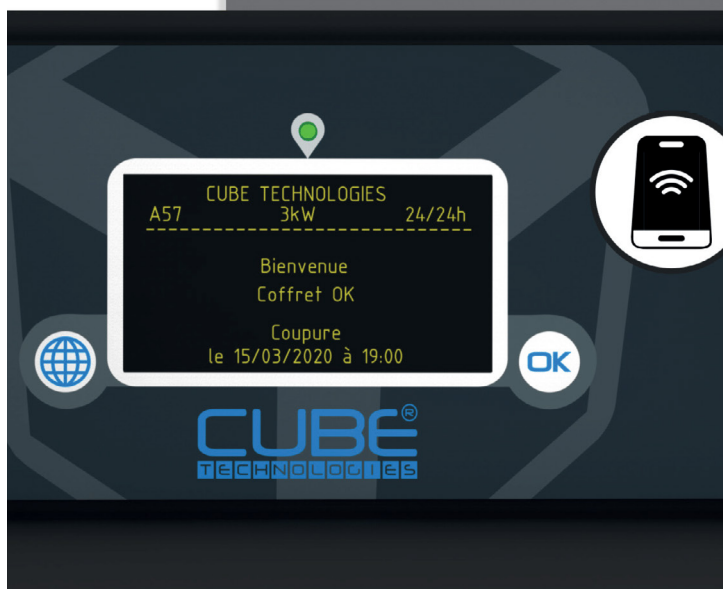 CUBE TECHNOLOGIES
A57 3kW 24/24h
Bienvenue
Coffret OK
Coupure
le 15/03/2020 à 19:00
OK
CUBE®
TECHNOLOGIES